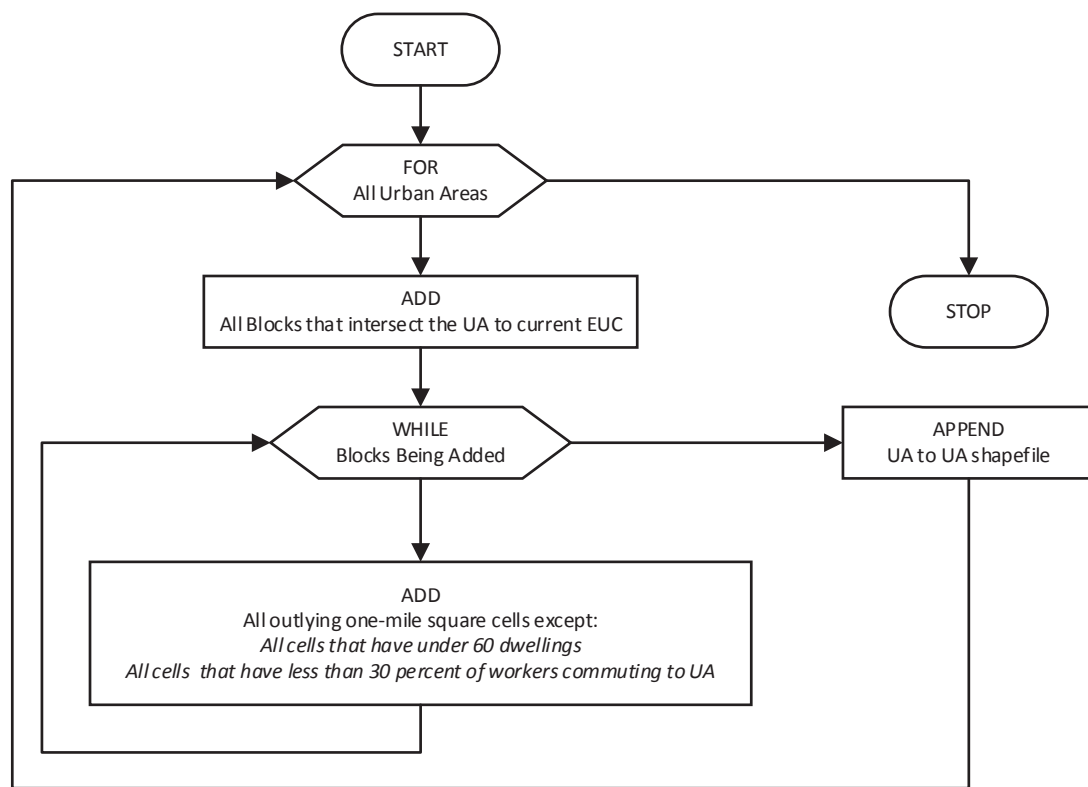 START
FOR
All Urban Areas
ADD
All Blocks that intersect the UA to current EUC
STOP
WHILE
Blocks Being Added
APPEND
UA to UA shapefile
ADD
All outlying one-mile square cells except:
All cells that have under 60 dwellings
All cells that have less than 30 percent of workers commuting to UA